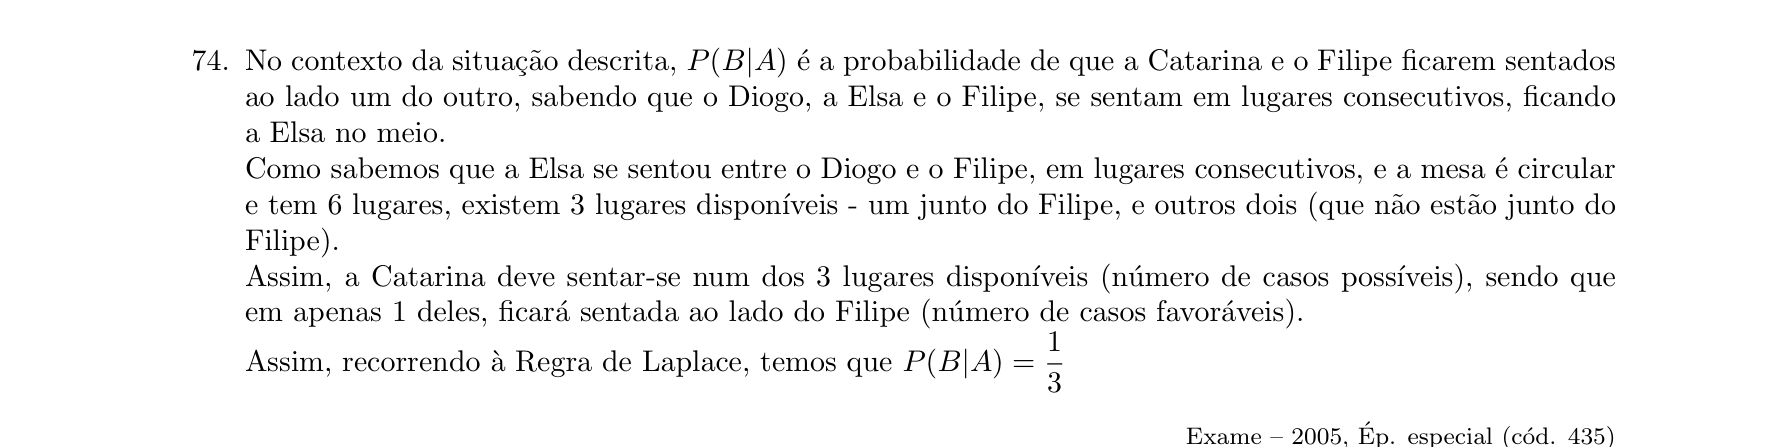 74. No contexto da situação descrita, P(B|A) é a probabilidade de que a Catarina e o Filipe ficarem sentados
ao lado um do outro, sabendo que o Diogo, a Elsa e o Filipe, se sentam em lugares consecutivos, ficando
a Elsa no meio.
Como sabemos que a Elsa se sentou entre o Diogo e o Filipe, em lugares consecutivos, e a mesa é circular
e tem 6 lugares, existem 3 lugares disponíveis - um junto do Filipe, e outros dois (que não estão junto do
Filipe).
Assim, a Catarina deve sentar-se num dos 3 lugares disponíveis (número de casos possíveis), sendo que
em apenas 1 deles, ficará sentada ao lado do Filipe (número de casos favoráveis).
Assim, recorrendo à Regra de Laplace, temos que P(B|A) = 1/3
Exame – 2005, Ép. especial (cód. 435)